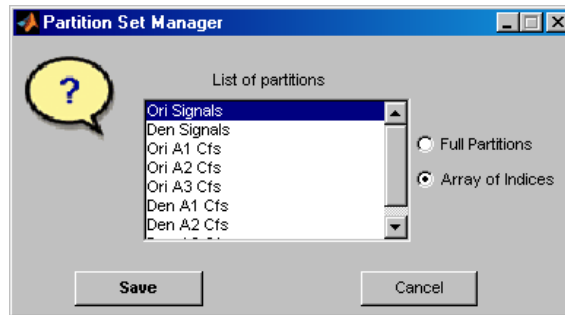 Partition Set Manager
?
List of partitions
Ori Signals
Den Signals
Ori A1 Cfs
Ori A2 Cfs
Ori A3 Cfs
Den A1 Cfs
Den A2 Cfs
Full Partitions
Array of Indices
Save
Cancel